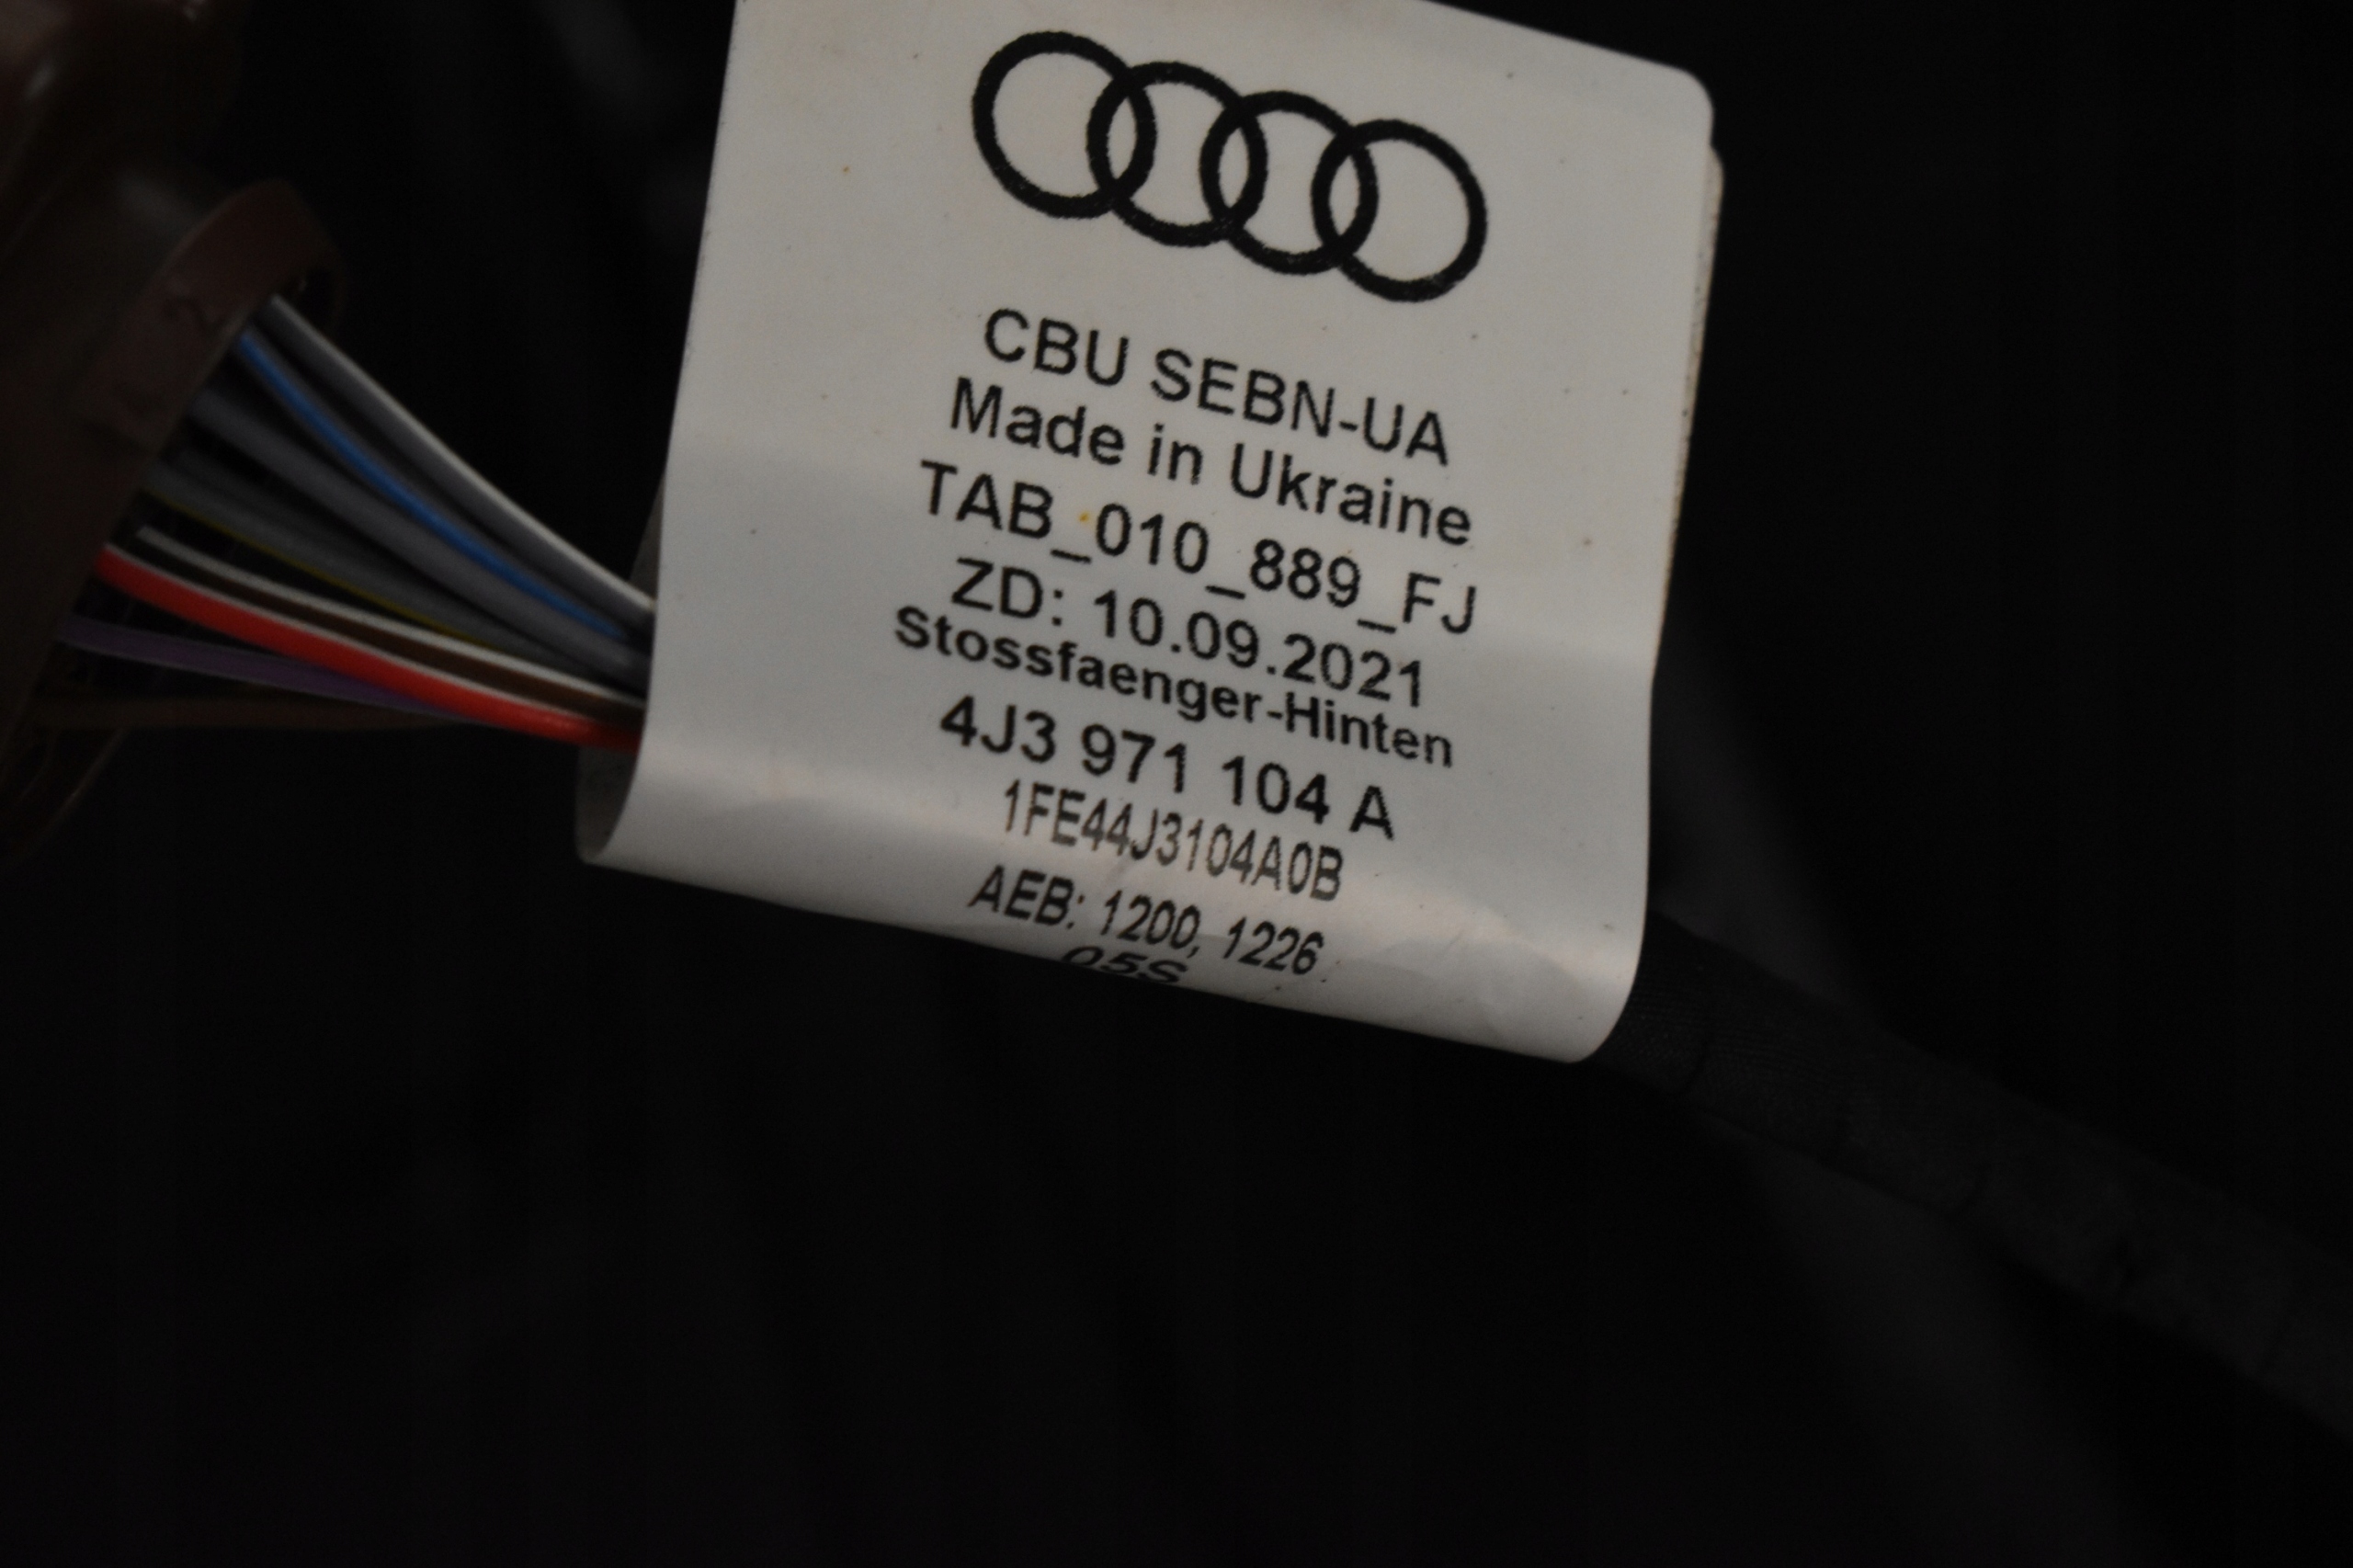 CBU SEBN-UA
Made in Ukraine
TAB_010_889_FJ
ZD: 10.09.2021
Stossfaenger-Hinten
4J3 971 104 A
1FE44J3104A0B
AEB: 1200, 1226
05S